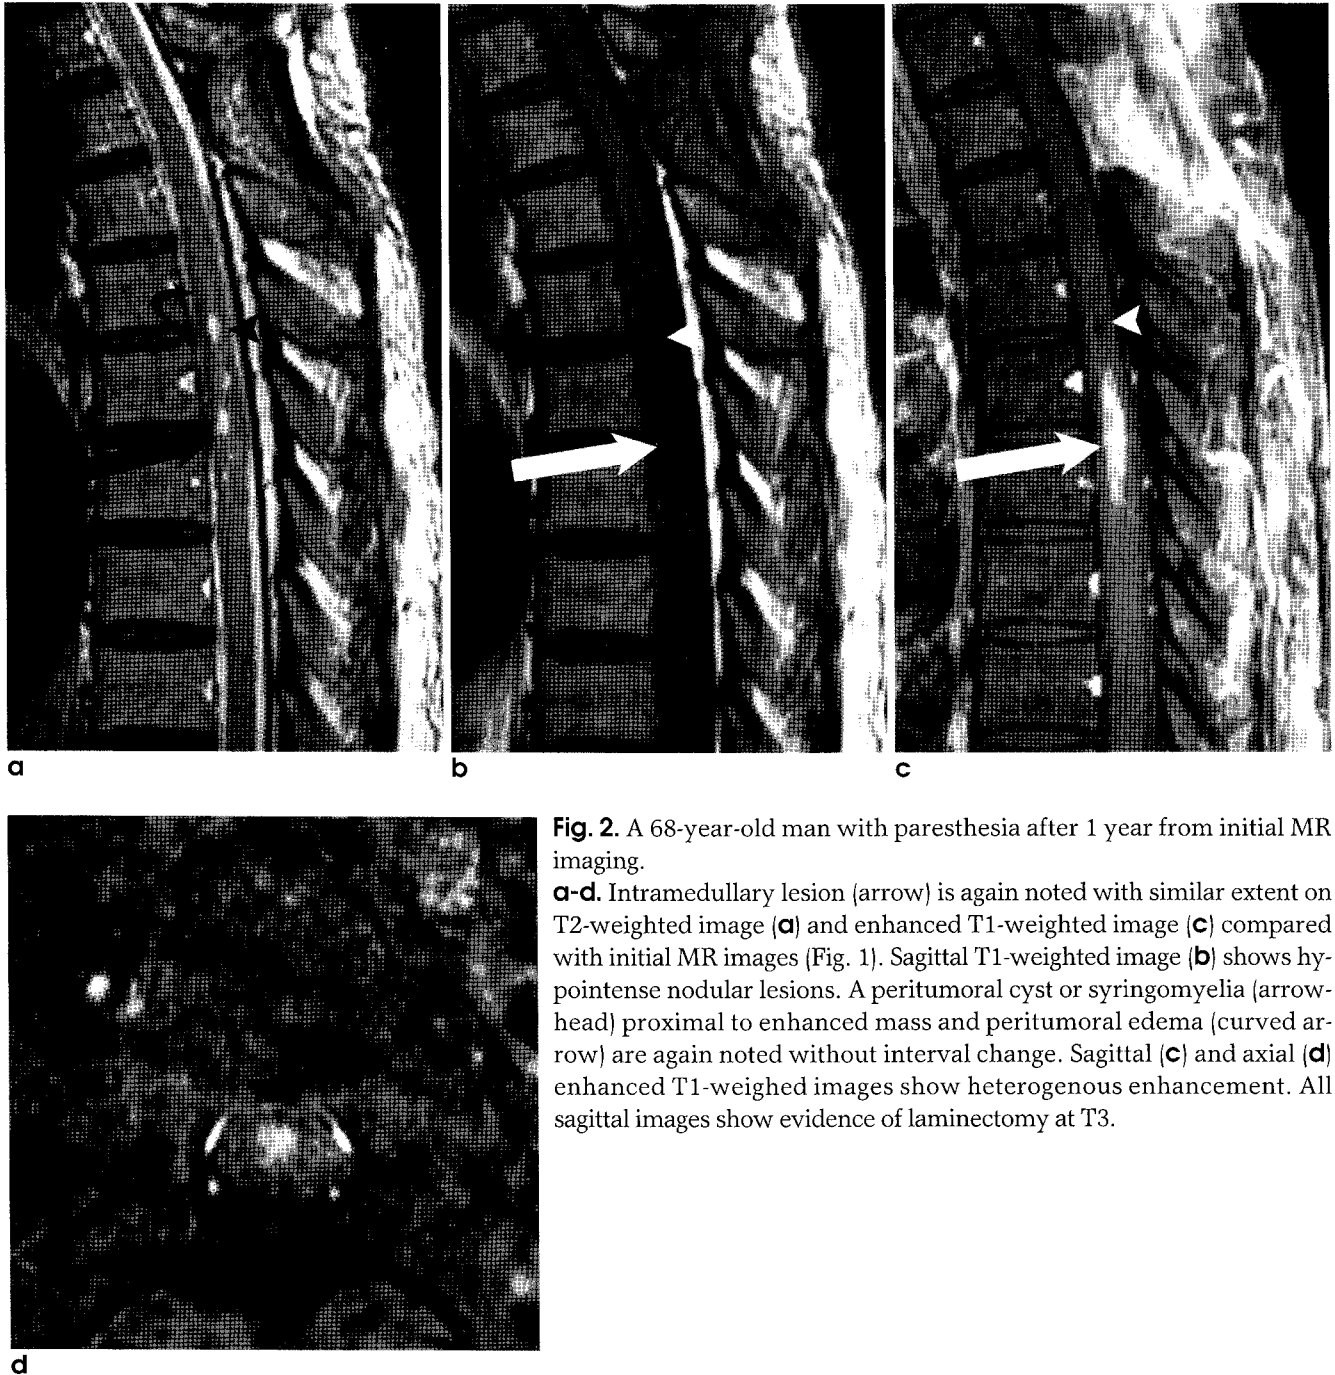 a
b
c
d
Fig. 2. A 68-year-old man with paresthesia after 1 year from initial MR
imaging.
a-d. Intramedullary lesion (arrow) is again noted with similar extent on
T2-weighted image (a) and enhanced T1-weighted image (c) compared
with initial MR images (Fig. 1). Sagittal T1-weighted image (b) shows hy-
pointense nodular lesions. A peritumoral cyst or syringomyelia (arrow-
head) proximal to enhanced mass and peritumoral edema (curved ar-
row) are again noted without interval change. Sagittal (c) and axial (d)
enhanced T1-weighed images show heterogenous enhancement. All
sagittal images show evidence of laminectomy at T3.